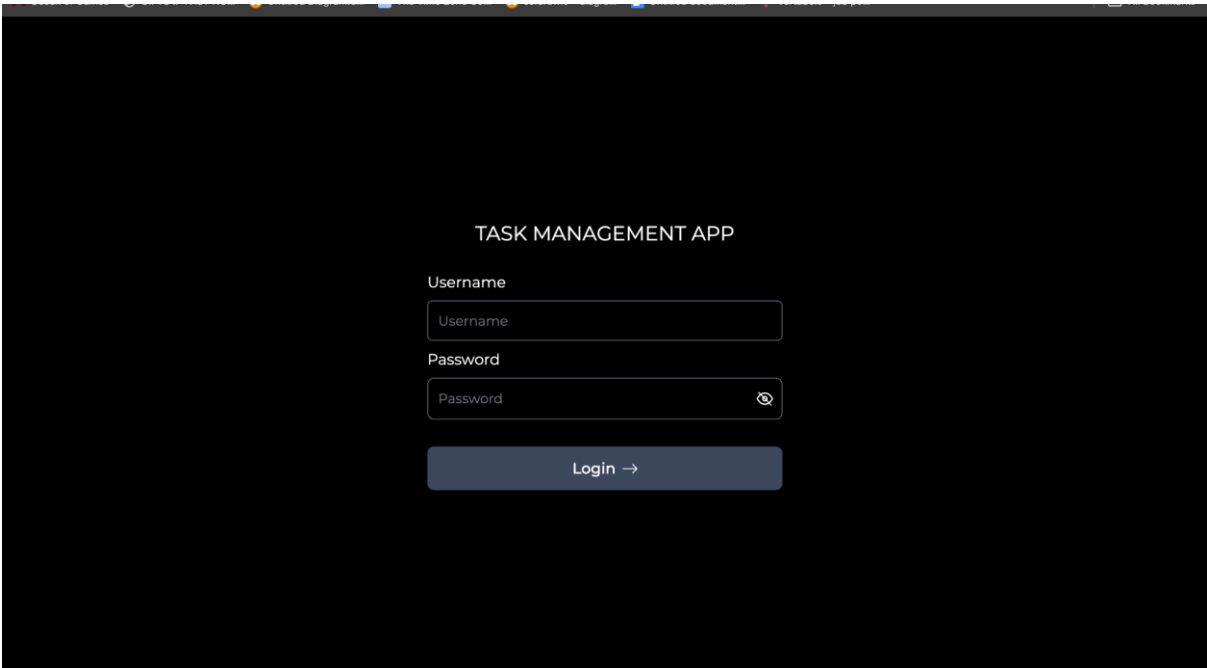 TASK MANAGEMENT APP
Username
Username
Password
Password
Login →